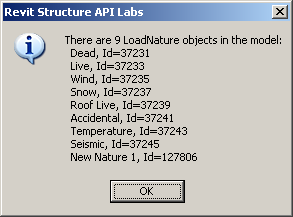 Revit Structure API Labs
There are 9 LoadNature objects in the model:
Dead, Id=37231
Live, Id=37233
Wind, Id=37235
Snow, Id=37237
Roof Live, Id=37239
Accidental, Id=37241
Temperature, Id=37243
Seismic, Id=37245
New Nature 1, Id=127806
OK